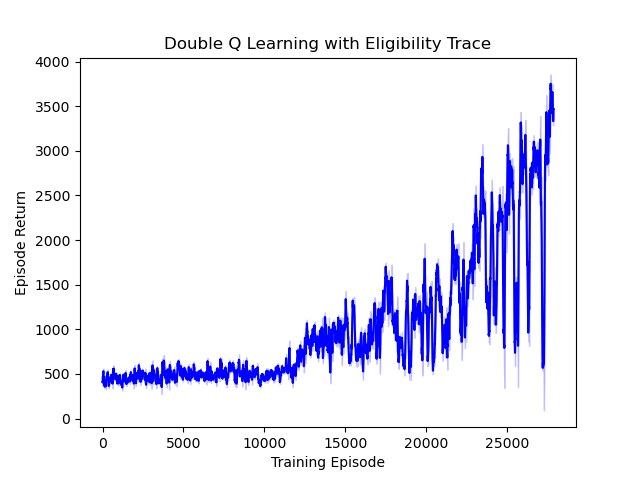 Double Q Learning with Eligibility Trace
4000
3500
3000
2500
2000
1500
1000
500
0
Episode Return
0 5000 10000 15000 20000 25000
Training Episode